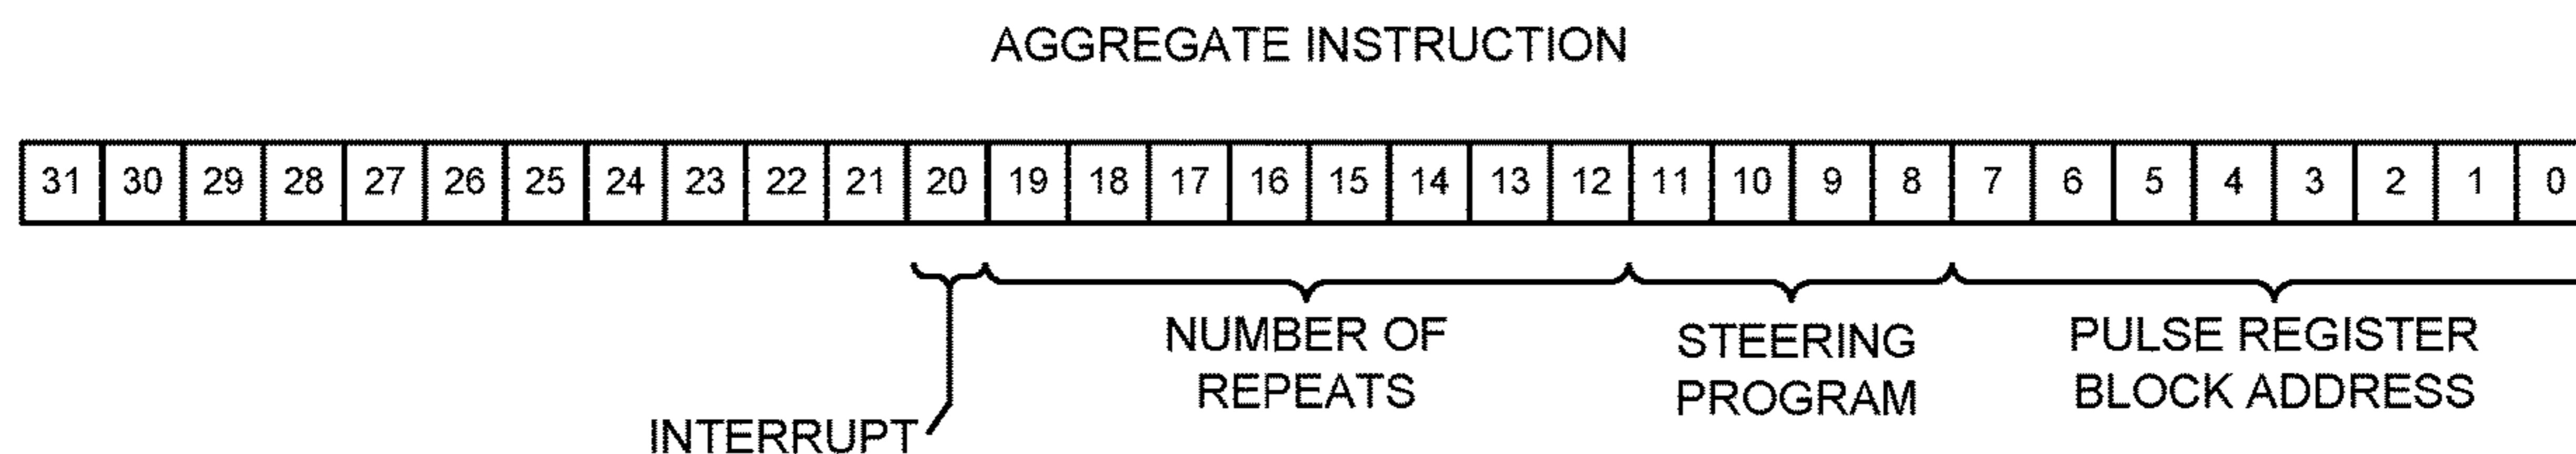 AGGREGATE INSTRUCTION
31 30 29 28 27 26 25 24 23 22 21 20 19 18 17 16 15 14 13 12 11 10 9 8 7 6 5 4 3 2 1 0
NUMBER OF
REPEATS
STEERING
PROGRAM
PULSE REGISTER
BLOCK ADDRESS
INTERRUPT